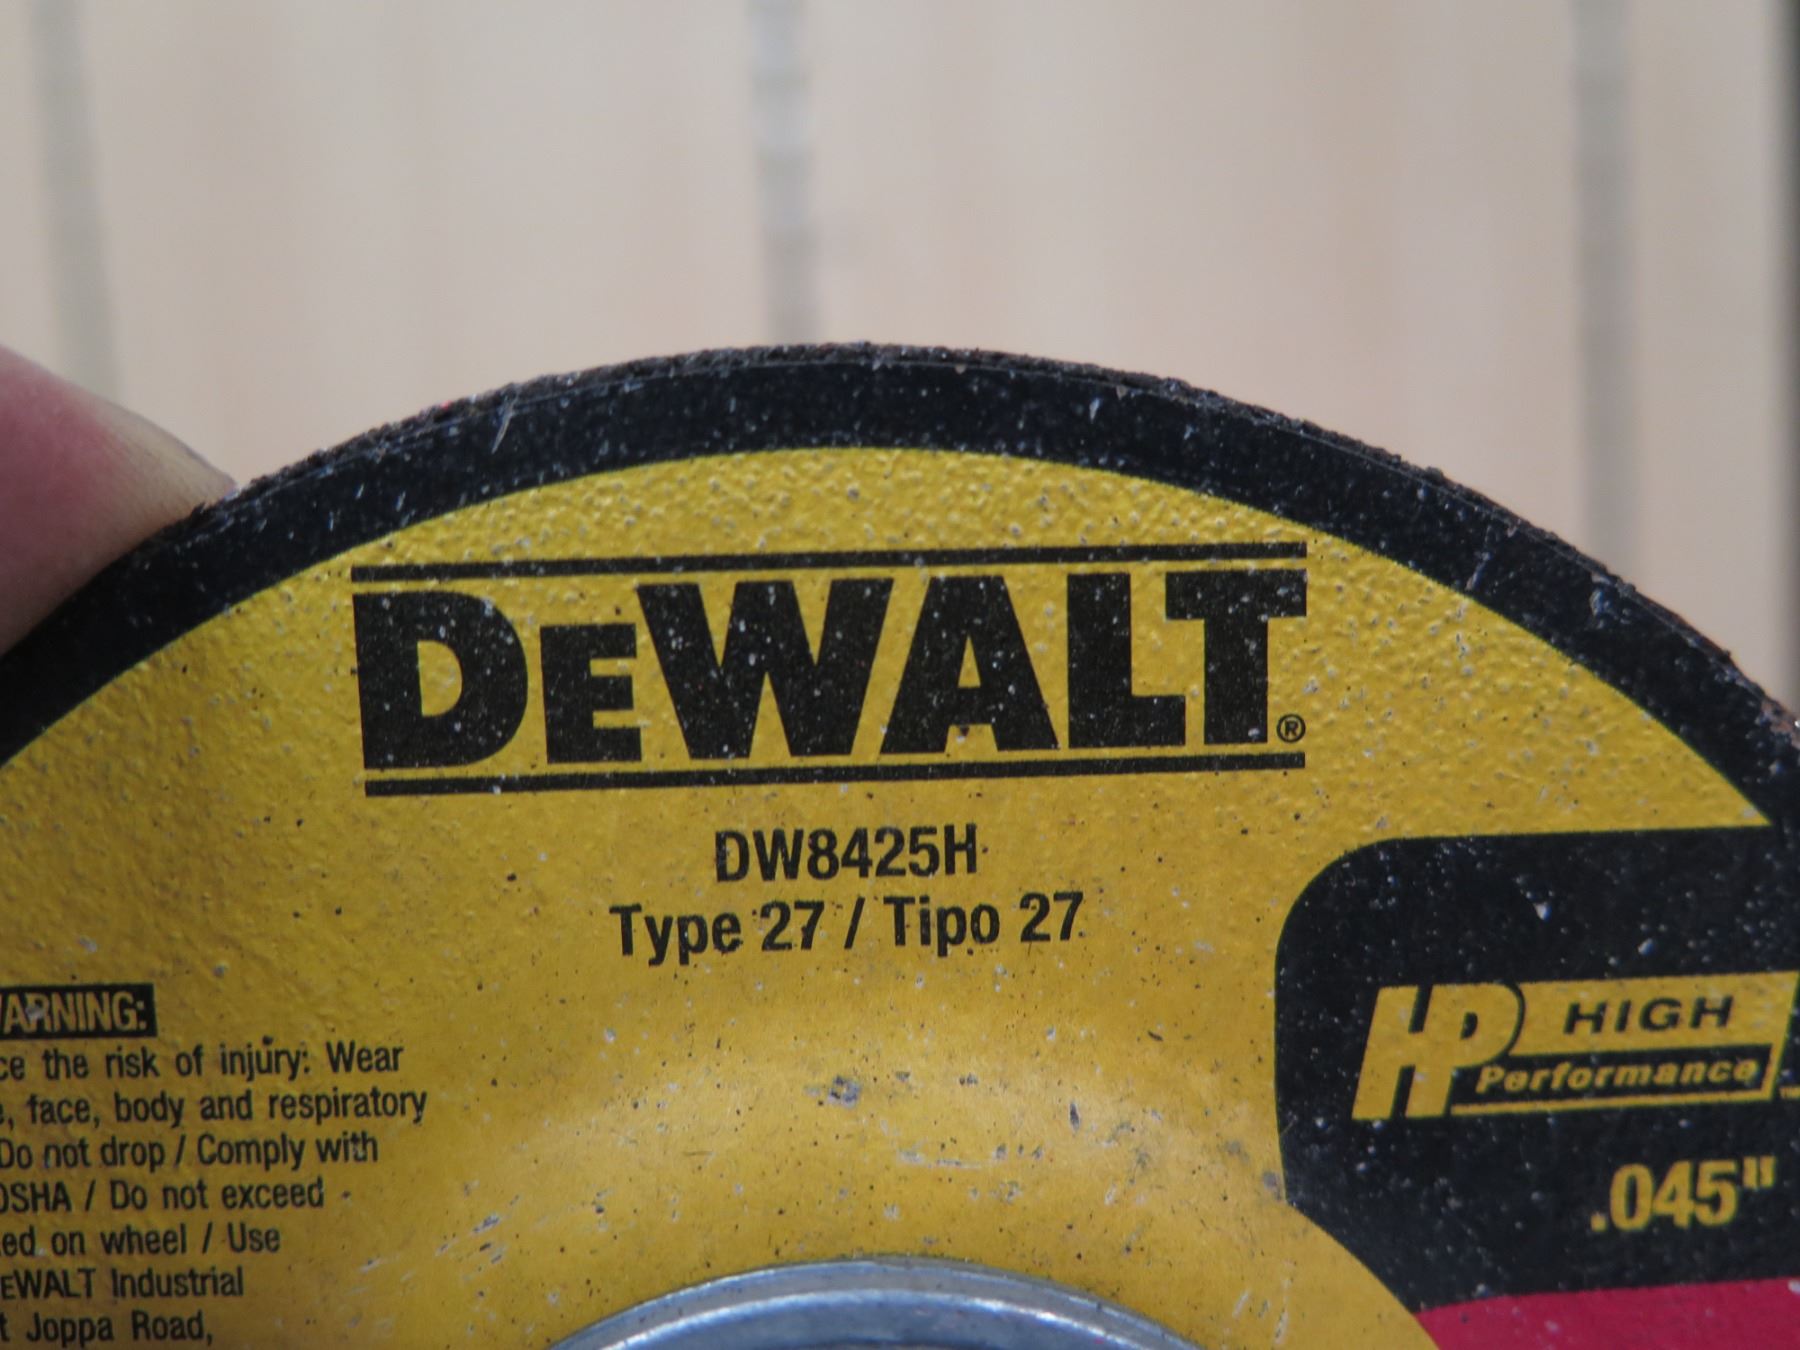 DEWALT®
DW8425H
Type 27 / Tipo 27
HP HIGH
Performance
.045"
WARNING:
the risk of injury: Wear
face, body and respiratory
Do not drop / Comply with
OSHA / Do not exceed
on wheel / Use
DEWALT Industrial
Joppa Road,